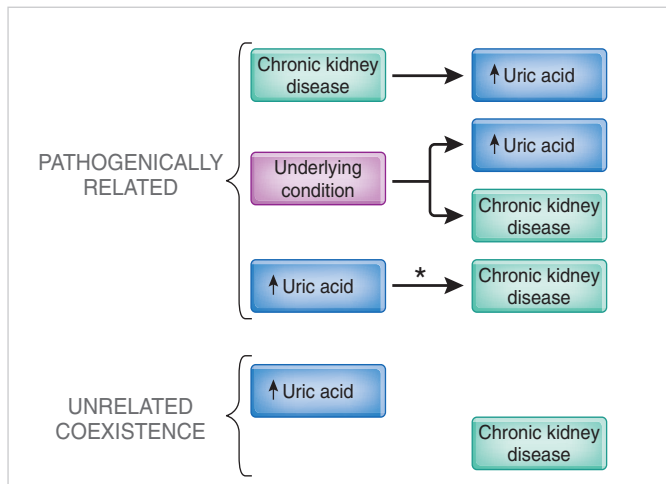 Chronic kidney
disease
↑ Uric acid
PATHOGENICALLY
RELATED
Underlying
condition
↑ Uric acid
Chronic kidney
disease
↑ Uric acid
*
Chronic kidney
disease
UNRELATED
COEXISTENCE
↑ Uric acid
Chronic kidney
disease